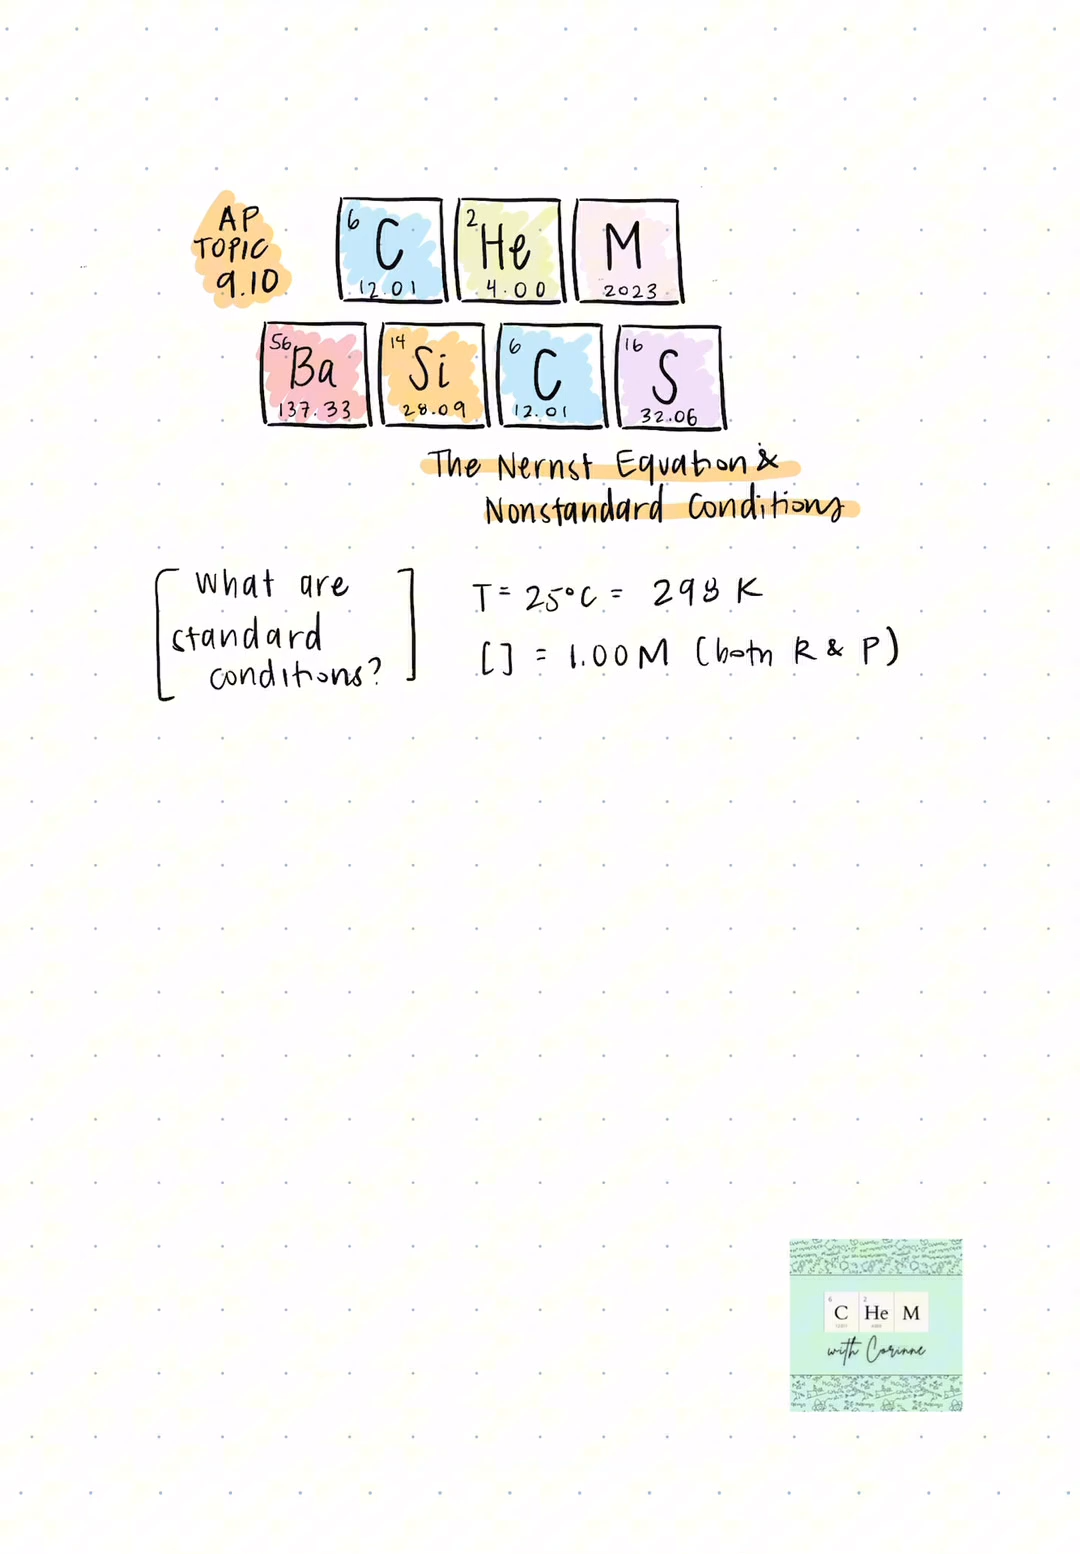 AP
TOPIC
9.10
6 2
C He M
12.01 4.00 2023
56 14 6 16
Ba Si C S
137.33 28.09 12.01 32.06
The Nernst Equation &
Nonstandard Conditions
What are
standard
conditions?
T = 25°C = 298 K
[] = 1.00 M (both R & P)
6 2
C He M
with Corinne